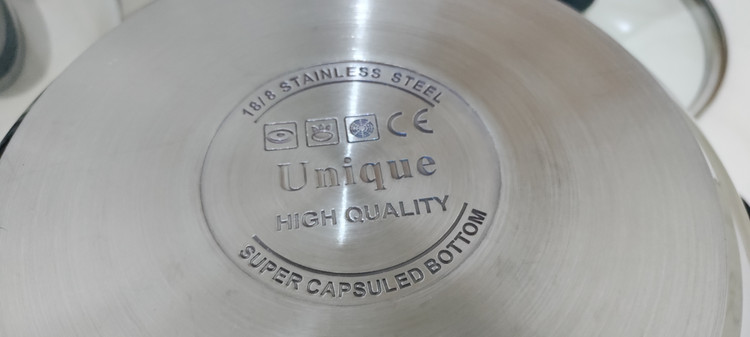 18/8 STAINLESS STEEL
CE
Unique
HIGH QUALITY
SUPER CAPSULED BOTTOM